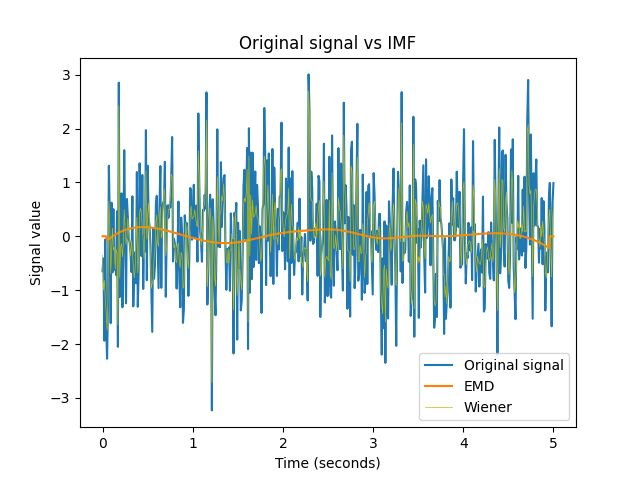 Original signal vs IMF
Signal value
3
2
1
0
−1
−2
−3
0
1
2
3
4
5
Time (seconds)
Original signal
EMD
Wiener